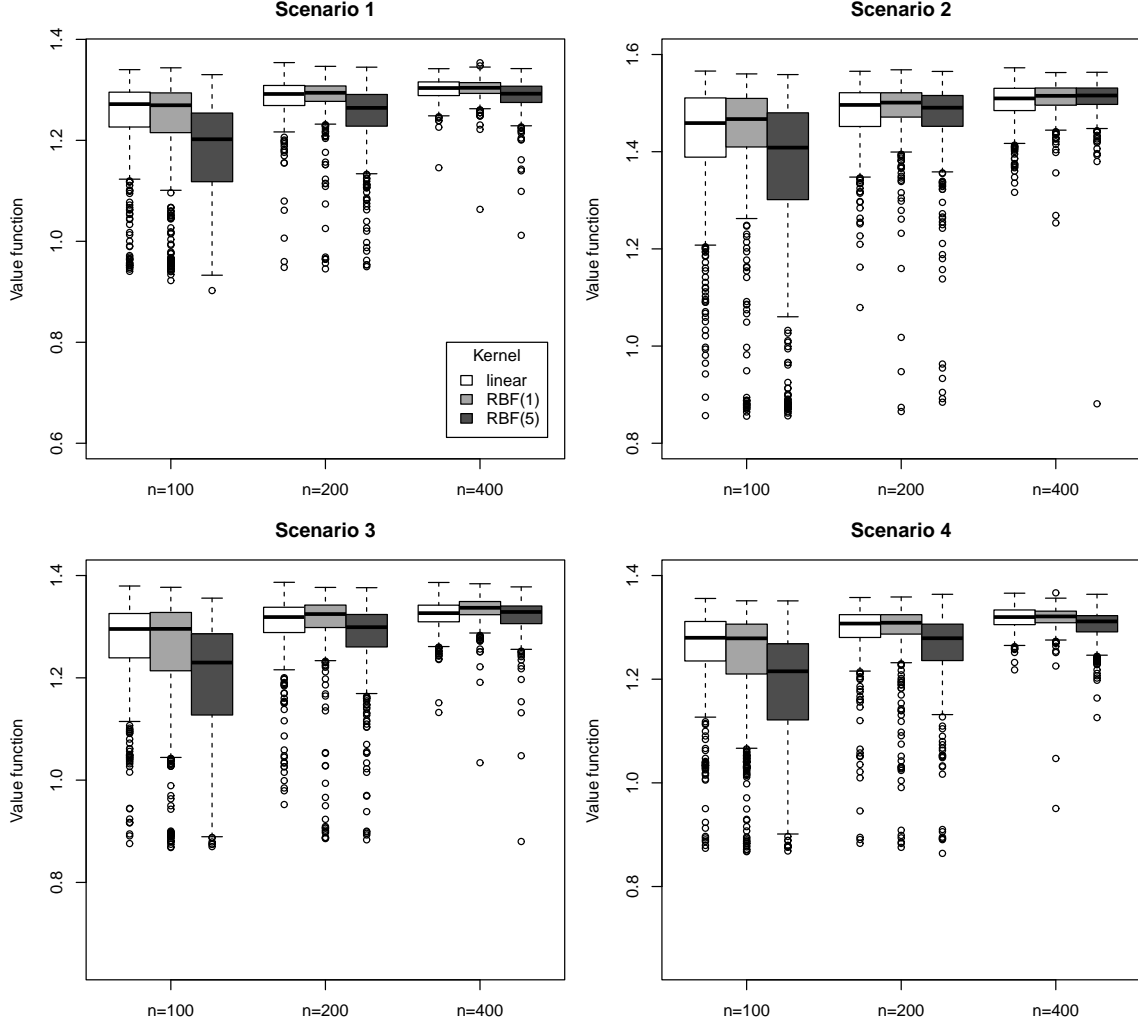 Scenario 1
Value function
1.4
1.2
1.0
0.8
0.6
n=100
n=200
n=400
Kernel
linear
RBF(1)
RBF(5)
Scenario 2
Value function
1.6
1.4
1.2
1.0
0.8
n=100
n=200
n=400
Scenario 3
Value function
1.4
1.2
1.0
0.8
n=100
n=200
n=400
Scenario 4
Value function
1.4
1.2
1.0
0.8
n=100
n=200
n=400